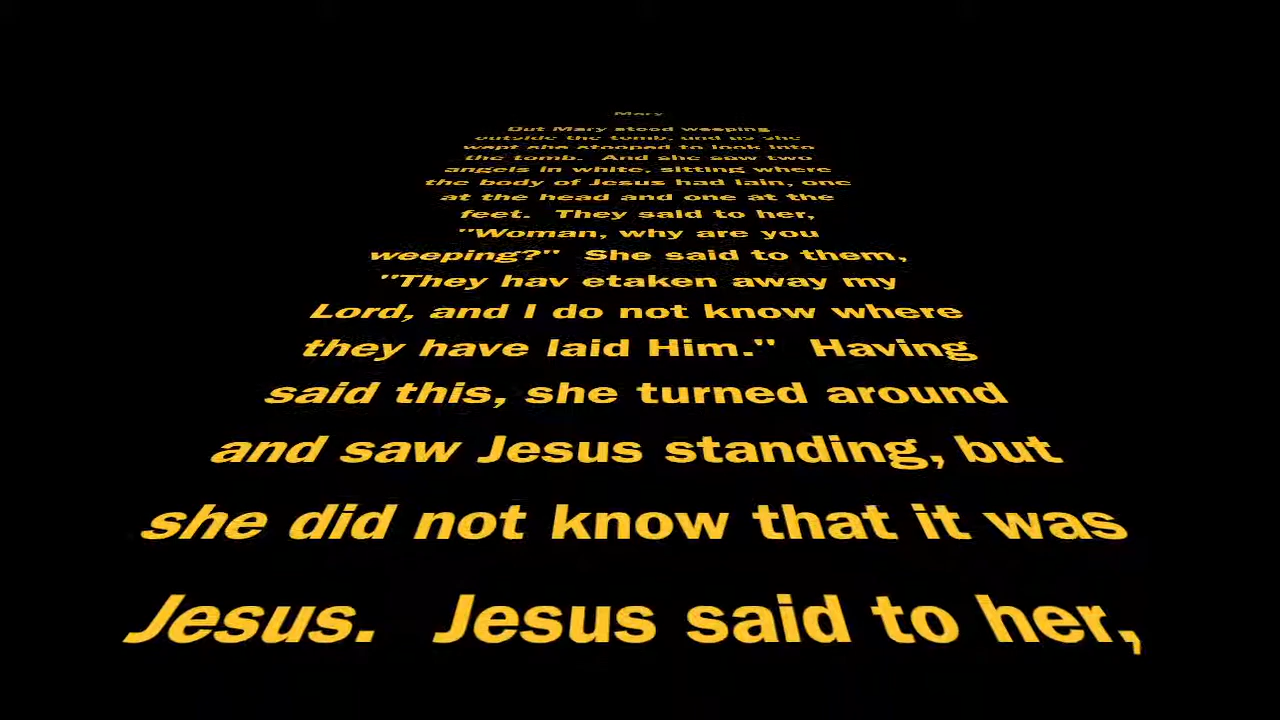 Mary
But Mary stood weeping
outside the tomb, and as she
wept she stooped to look into
the tomb.  And she saw two
angels in white, sitting where
the body of Jesus had lain, one
at the head and one at the
feet.  They said to her,
"Woman, why are you
weeping?"  She said to them,
"They hav etaken away my
Lord, and I do not know where
they have laid Him."  Having
said this, she turned around
and saw Jesus standing, but
she did not know that it was
Jesus.  Jesus said to her,